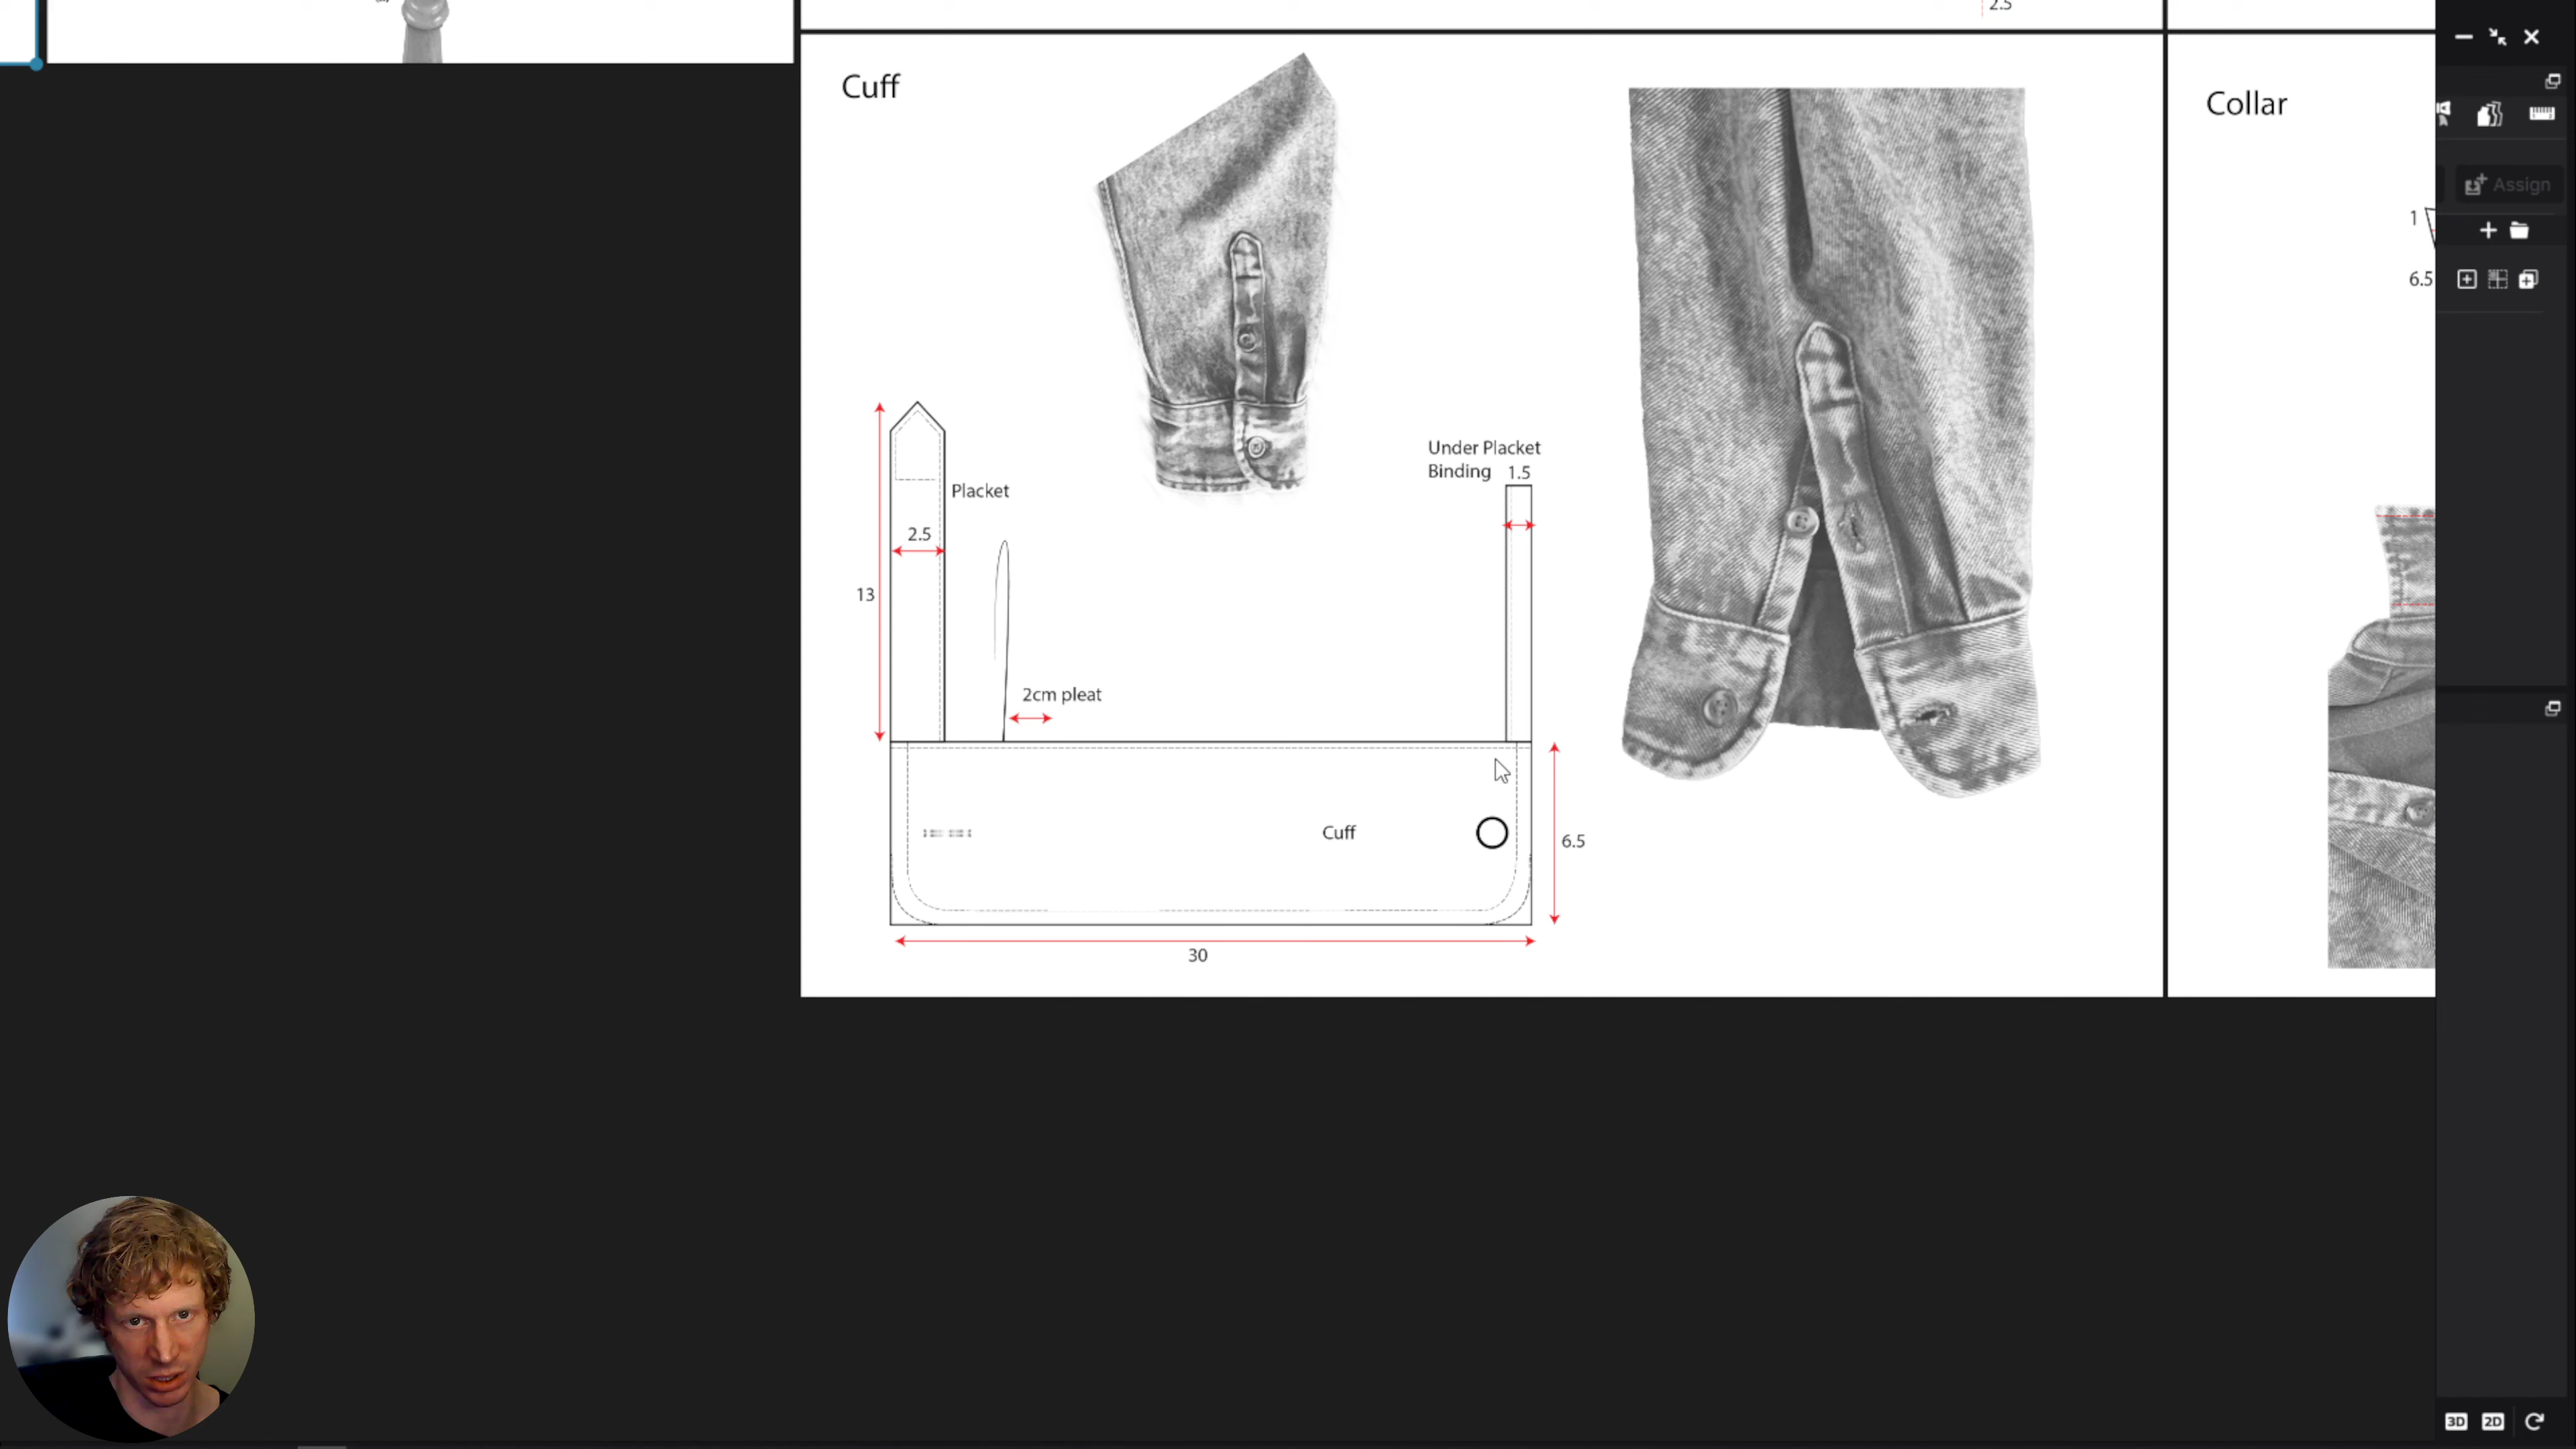 2.5
Cuff
Collar
Assign
1
6.5
Under Placket
Binding 1.5
Placket
2.5
13
2cm pleat
Cuff
6.5
30
3D 2D